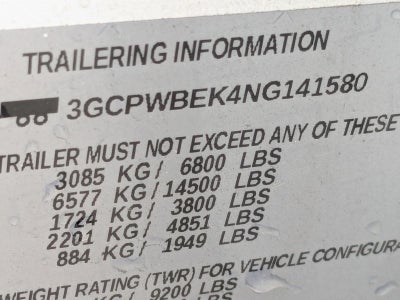 TRAILERING INFORMATION
3GCPWBEK4NG141580
TRAILER MUST NOT EXCEED ANY OF THESE
3085 KG/ 6800 LBS
6577 KG/ 14500 LBS
1724 KG/ 3800 LBS
2201 KG/ 4851 LBS
884 KG/ 1949 LBS
WEIGHT RATING (TWR) FOR VEHICLE CONFIGURA
KG/ 9200 LBS